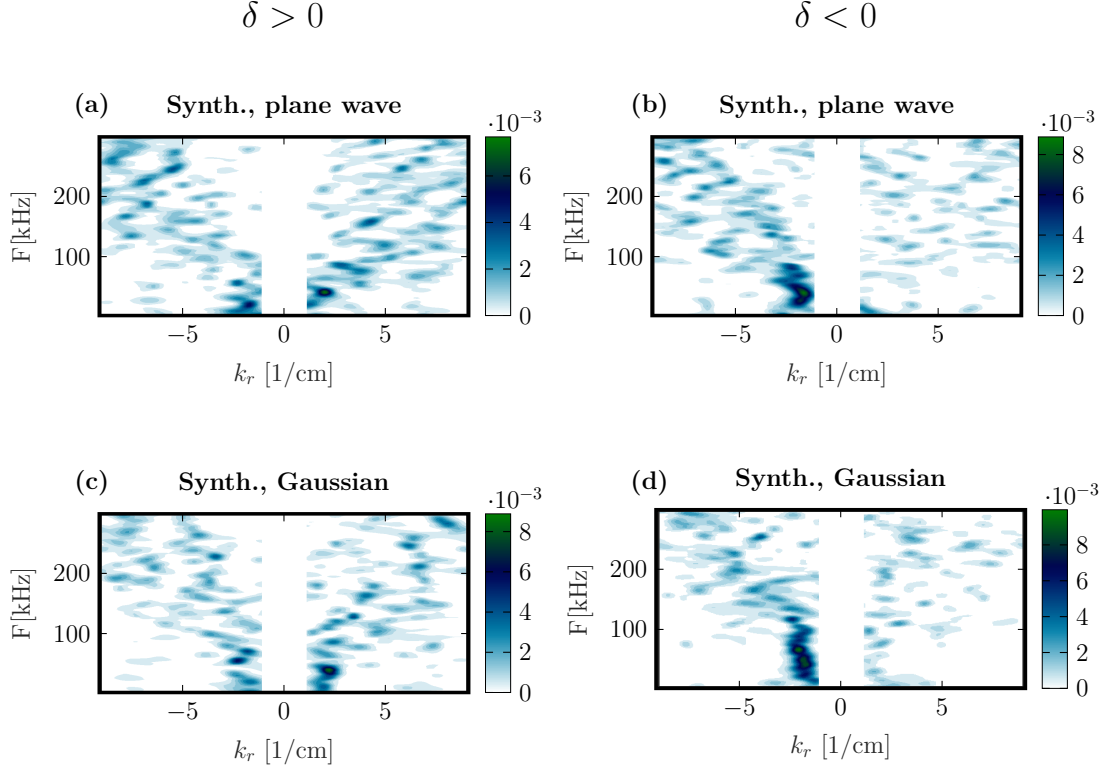 δ > 0
δ < 0
(a) Synth., plane wave
·10⁻³
F [kHz]
200
100
−5 0 5
k_r [1/cm]
6
4
2
0
(b) Synth., plane wave
·10⁻³
F [kHz]
200
100
−5 0 5
k_r [1/cm]
8
6
4
2
0
(c) Synth., Gaussian
·10⁻³
F [kHz]
200
100
−5 0 5
k_r [1/cm]
8
6
4
2
0
(d) Synth., Gaussian
·10⁻³
F [kHz]
200
100
−5 0 5
k_r [1/cm]
8
6
4
2
0